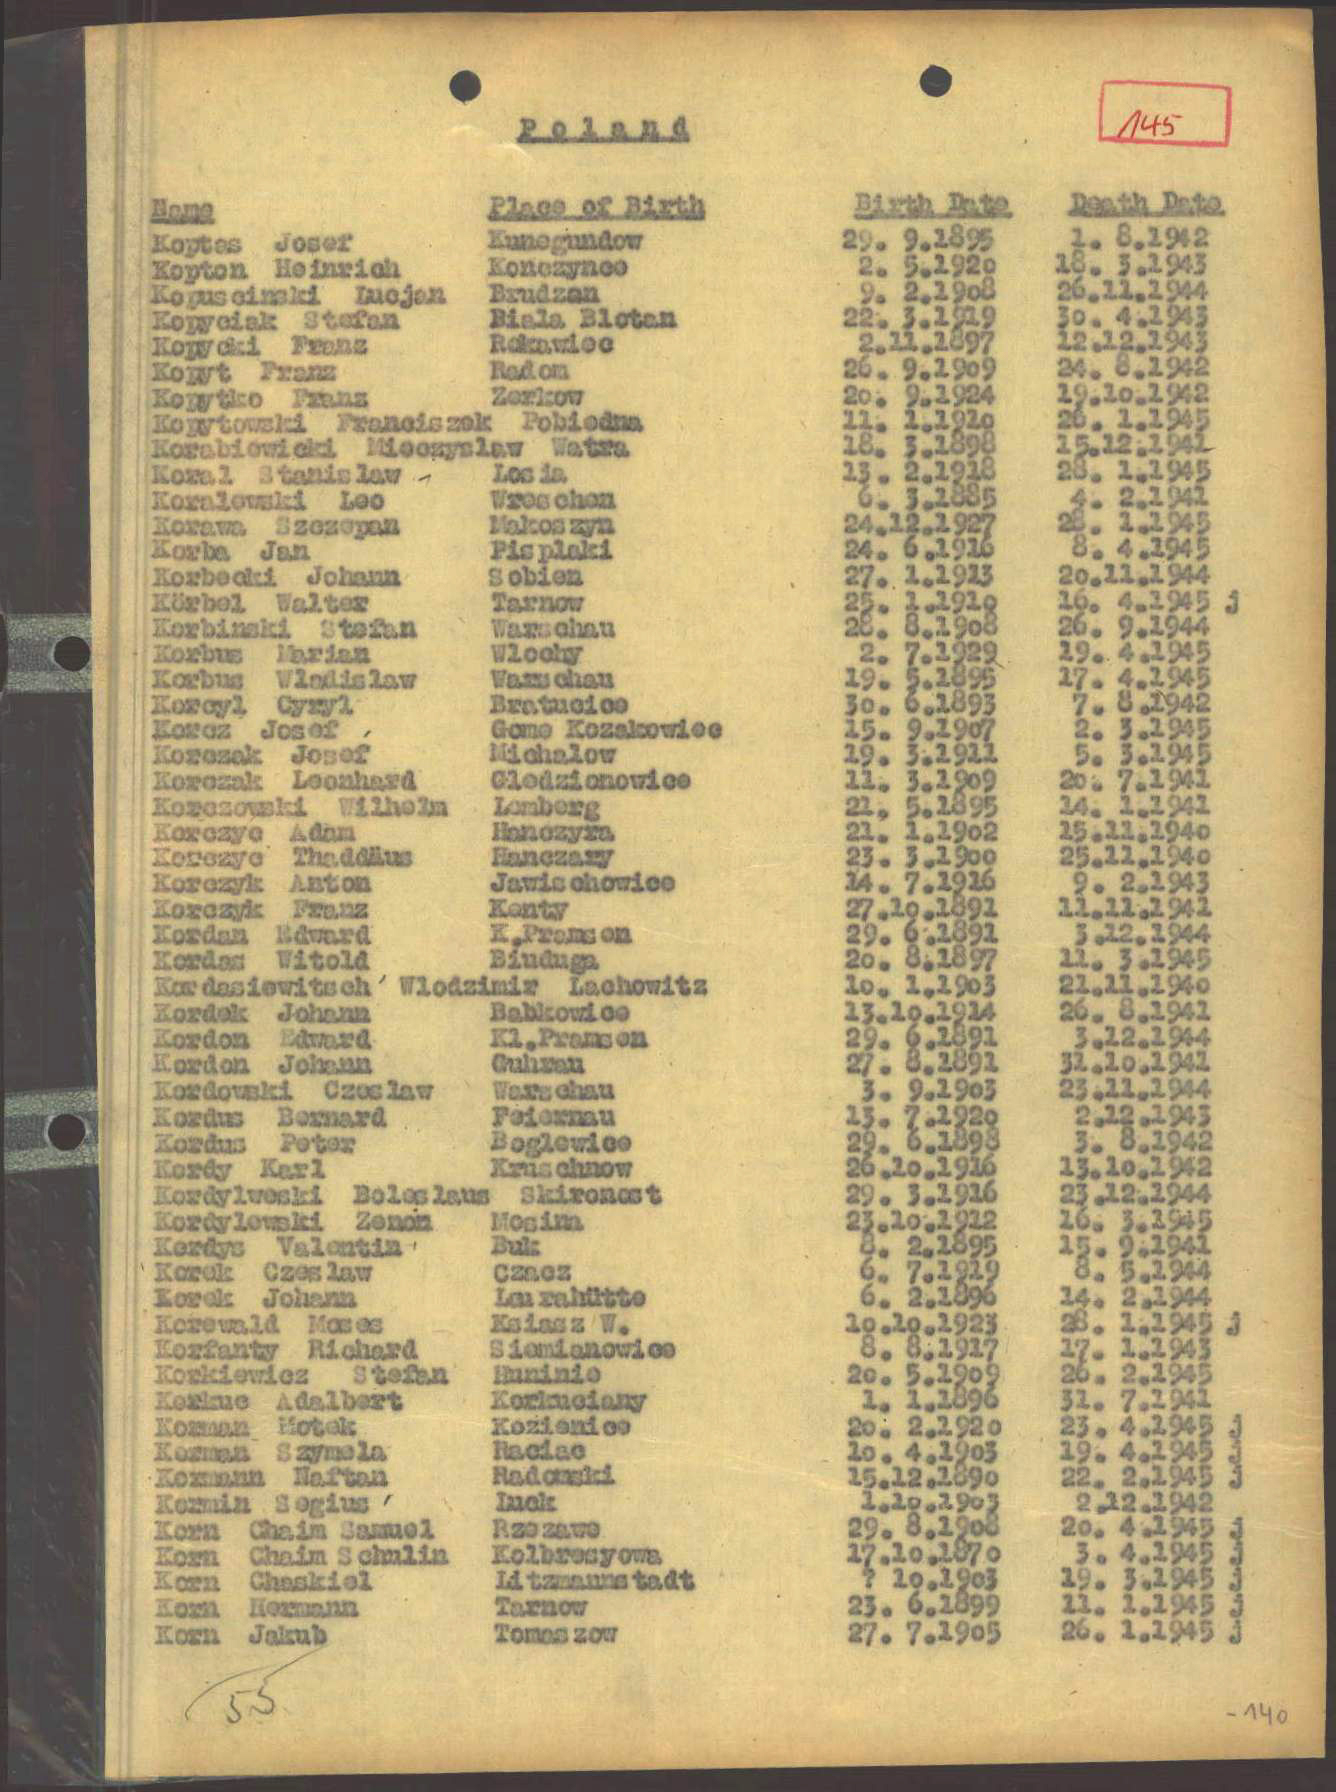 Poland
145
Name Place of Birth Birth Date Death Date
Koptes Josef Kunegundow 29. 9.1895 1. 8.1942
Kopton Heinrich Konczynce 2. 5.1920 18. 3.1943
Kopuscinski Lucjan Brudzen 9. 2.1908 26.11.1944
Kopyciak Stefan Biala Blotan 22. 3.1919 30. 4.1943
Kopycki Franz Rekawiec 2.11.1897 12.12.1943
Kopyt Franz Radom 26. 9.1909 24. 8.1942
Kopytko Franz Zerkow 20. 9.1924 19.10.1942
Kopytowski Franciszek Pobiedna 11. 1.1910 26. 1.1945
Korabiowicki Mieczyslaw Watra 18. 3.1898 15.12.1941
Koral Stanislaw Losia 13. 2.1918 28. 1.1945
Koralewski Leo Wreschen 6. 3.1885 4. 2.1941
Korawa Szczepan Makoszyn 24.12.1927 28. 1.1945
Korba Jan Pisplaki 24. 6.1916 8. 4.1945
Korbecki Johann Sobien 27. 1.1913 20.11.1944
Körbel Walter Tarnow 25. 1.1910 16. 4.1945 j
Korbinski Stefan Warschau 28. 8.1908 26. 9.1944
Korbus Marian Wlochy 2. 7.1929 19. 4.1945
Korbus Wladislaw Warschau 19. 5.1895 17. 4.1945
Korcyl Cyryl Bratucice 30. 6.1893 7. 8.1942
Korcz Josef Gome Kozakowiec 15. 9.1907 2. 3.1945
Korczak Josef Michalow 19. 3.1911 5. 3.1945
Korczak Leonhard Gledzionowice 11. 3.1909 20. 7.1941
Korczowski Wilhelm Lemberg 21. 5.1895 14. 1.1941
Korczyc Adam Hanczyra 21. 1.1902 15.11.1940
Korczyc Thaddäus Hanczary 23. 3.1900 25.11.1940
Korczyk Anton Jawischowice 14. 7.1916 9. 2.1943
Korczyk Franz Kenty 27.10.1891 11.11.1941
Kordan Edward K.Pramsen 29. 6.1891 3.12.1944
Kordas Witold Binduga 20. 8.1897 11. 3.1945
Kordasiewitsch Wlodzimir Lachowitz 10. 1.1903 21.11.1940
Kordek Johann Babkowice 13.10.1914 26. 8.1941
Kordon Edward Kl.Pramsen 29. 6.1891 3.12.1944
Kordon Johann Guhrau 27. 8.1891 31.10.1941
Kordowski Czeslaw Warschau 3. 9.1903 23.11.1944
Kordus Bernard Feiernau 13. 7.1920 2.12.1943
Kordus Peter Boglewice 29. 6.1898 3. 8.1942
Kordy Karl Kruschnow 26.10.1916 13.10.1942
Kordylweski Boleslaus Skironost 29. 3.1916 23.12.1944
Kordylewski Zenon Mosina 23.10.1912 16. 3.1945
Kordys Valentin Buk 8. 2.1895 15. 9.1941
Korek Czeslaw Czacz 6. 7.1919 8. 5.1944
Korek Johann Laurahütte 6. 2.1896 14. 2.1944
Korewald Moses Ksiasz W. 10.10.1923 28. 1.1945 j
Korfanty Richard Siemianowice 8. 8.1917 17. 1.1943
Korkiewicz Stefan Huninie 20. 5.1909 26. 2.1945
Korkuc Adalbert Korkuciany 1. 1.1896 31. 7.1941
Korman Motek Kozienice 20. 2.1920 23. 4.1945 j
Korman Szymela Raciac 10. 4.1903 19. 4.1945 j
Kormann Naftan Radomski 15.12.1890 22. 2.1945 j
Kormin Segius Luck 1.10.1903 2.12.1942
Korn Chaim Samuel Rzezawe 29. 8.1908 20. 4.1945 j
Korn Chaim Schulin Kolbresyowa 17.10.1870 3. 4.1945 j
Korn Chaskiel Litzmannstadt ? 10.1903 19. 3.1945 j
Korn Hermann Tarnow 23. 6.1899 11. 1.1945 j
Korn Jakub Tomaszow 27. 7.1905 26. 1.1945 j
55
-140